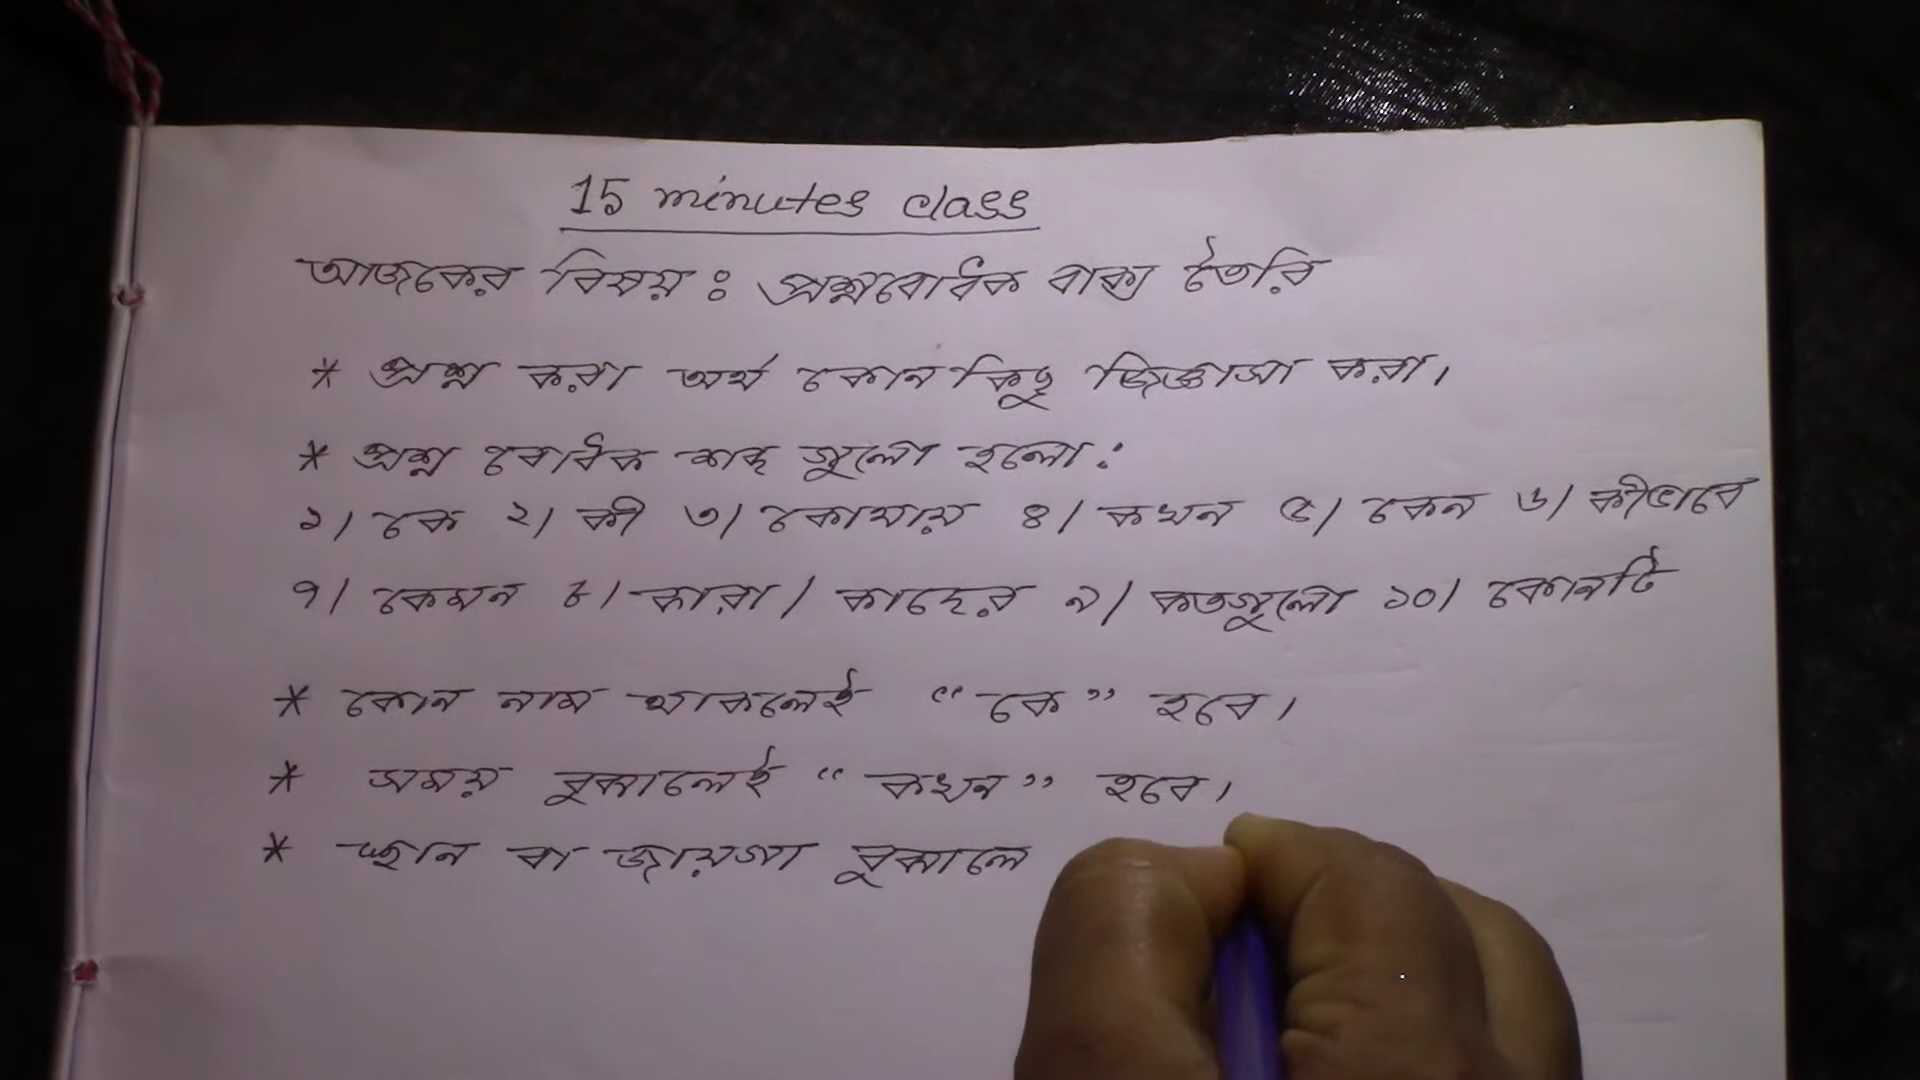 15 minutes class
আজকের বিষয় : প্রশ্নবোধক বাক্য তৈরি
* প্রশ্ন করা অর্থ কোন কিছু জিজ্ঞাসা করা।
* প্রশ্ন বোধক শব্দ গুলো হলো :
১/ কে ২/ কী ৩/ কোথায় ৪/ কখন ৫/ কেন ৬/ কীভাবে
৭/ কেমন ৮/ কারা / কাদের ৯/ কতগুলো ১০/ কোনটি
* কোন নাম থাকলেই “ কে ” হবে।
* সময় বুঝালেই “ কখন ” হবে।
* স্থান বা জায়গা বুঝালে